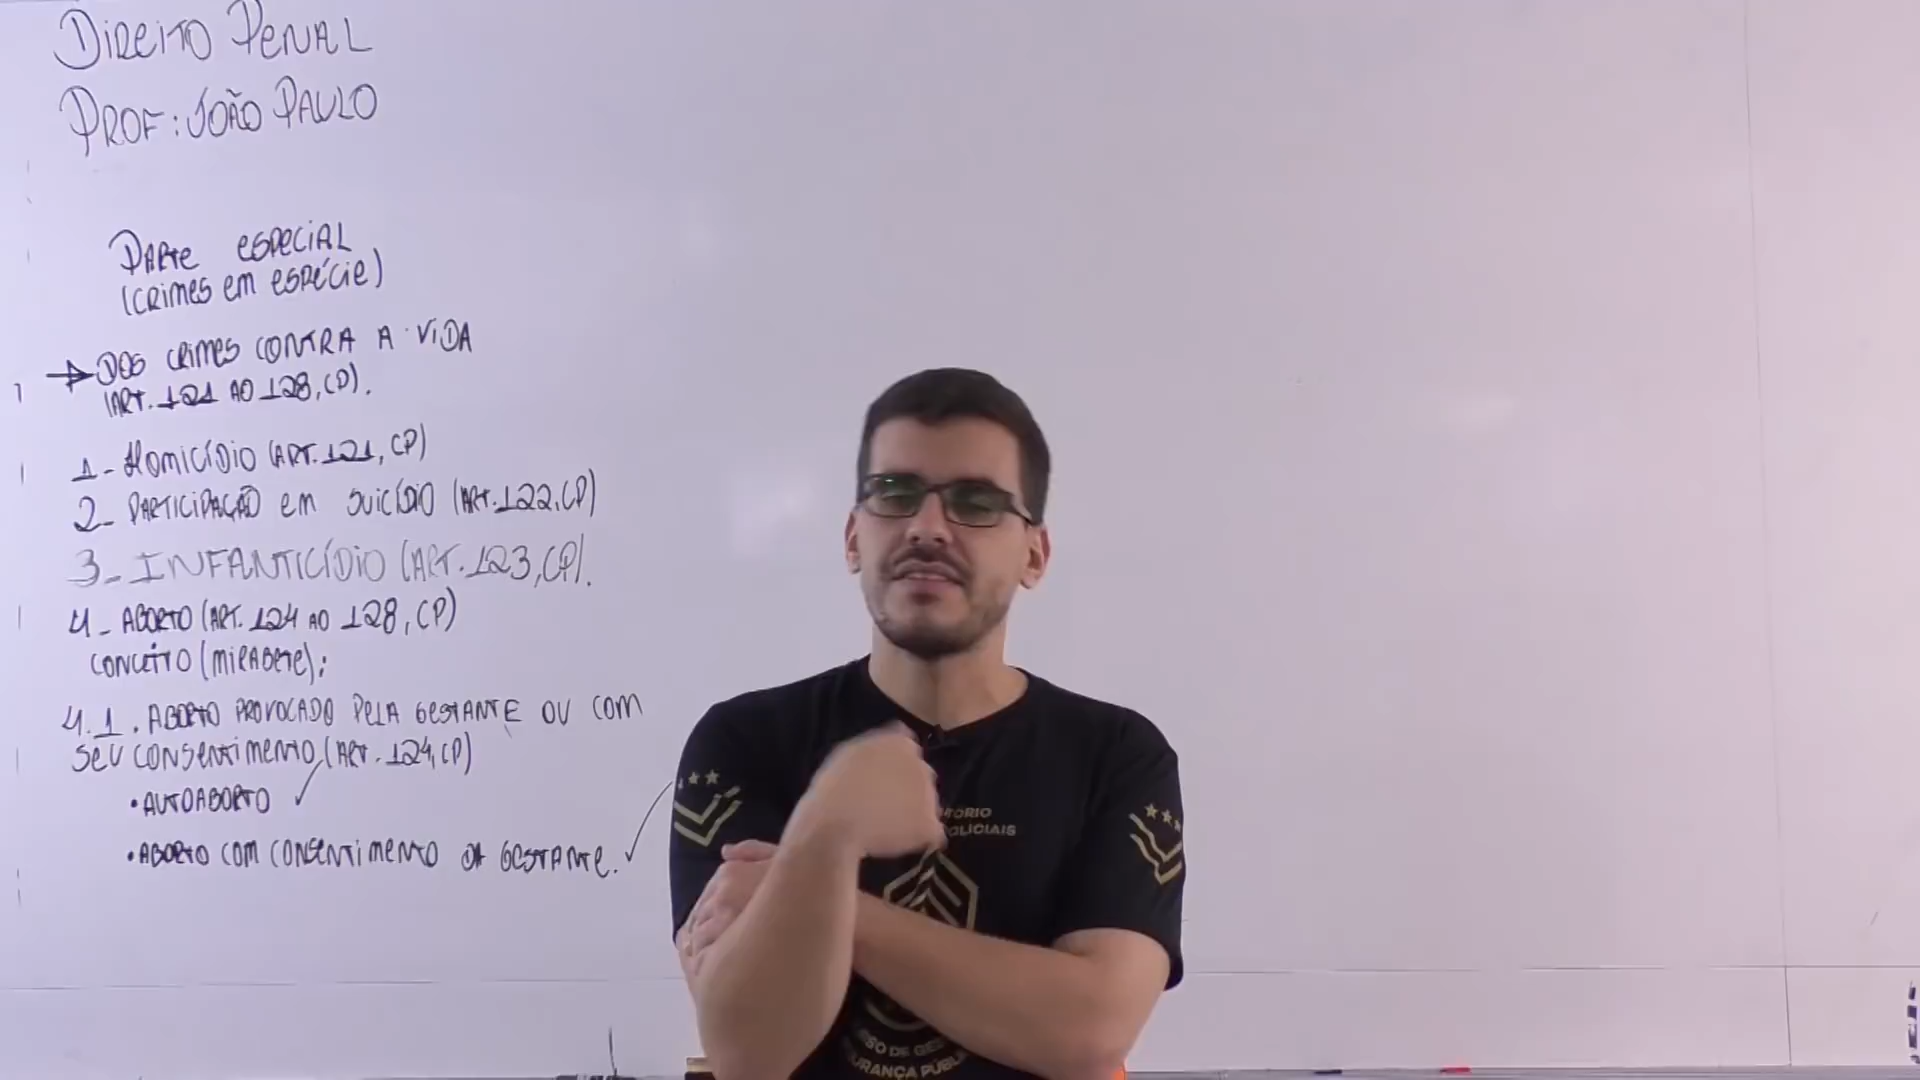 DIREITO PENAL
PROF: JOÃO PAULO
PARTE ESPECIAL
(CRIMES EM ESPÉCIE)
DOS CRIMES CONTRA A VIDA
(ART. 121 AO 128, CP).
1- HOMICÍDIO (ART. 121, CP)
2- PARTICIPAÇÃO EM SUICÍDIO (ART. 122, CP)
3- INFANTICÍDIO (ART. 123, CP).
4- ABORTO (ART. 124 AO 128, CP)
CONCEITO (MIRABETE);
4.1. ABORTO PROVOCADO PELA GESTANTE OU COM
SEU CONSENTIMENTO (ART. 124, CP)
• AUTOABORTO ✓
• ABORTO COM CONSENTIMENTO DA GESTANTE. ✓